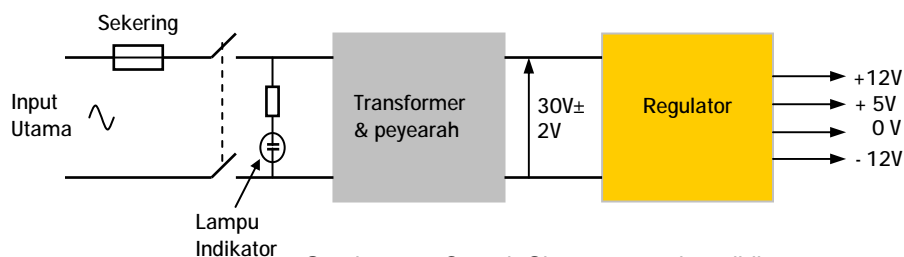 Sekering
Input
Utama
Transformer
& peyearah
30V±
2V
Regulator
+12V
+ 5V
0 V
- 12V
Lampu
Indikator